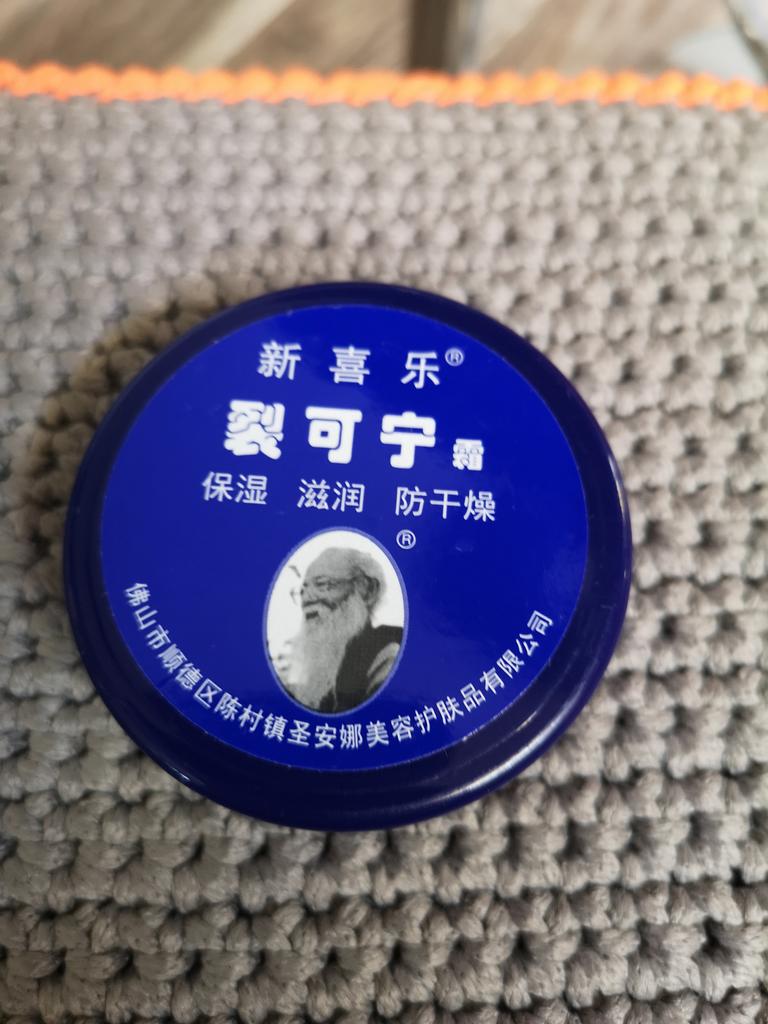 新喜乐®
裂可宁霜
保湿 滋润 防干燥
®
佛山市顺德区陈村镇圣安娜美容护肤品有限公司